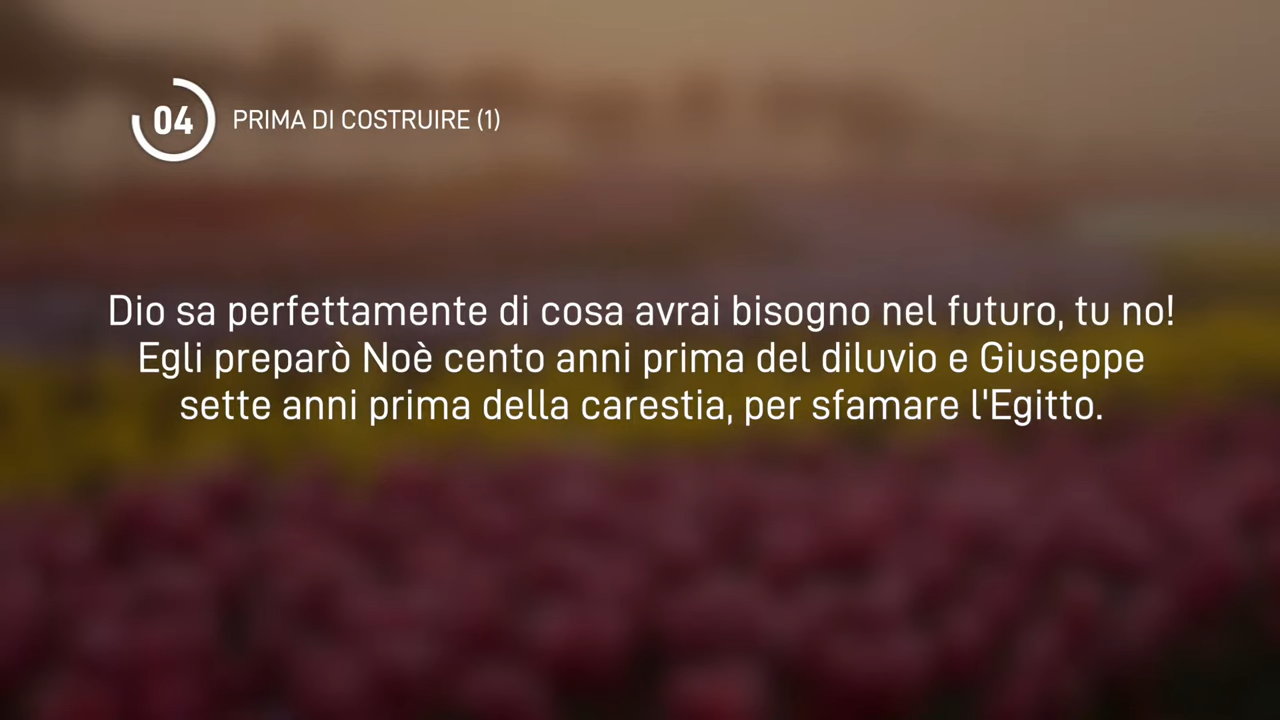 04 PRIMA DI COSTRUIRE (1)
Dio sa perfettamente di cosa avrai bisogno nel futuro, tu no!
Egli preparò Noè cento anni prima del diluvio e Giuseppe
sette anni prima della carestia, per sfamare l'Egitto.